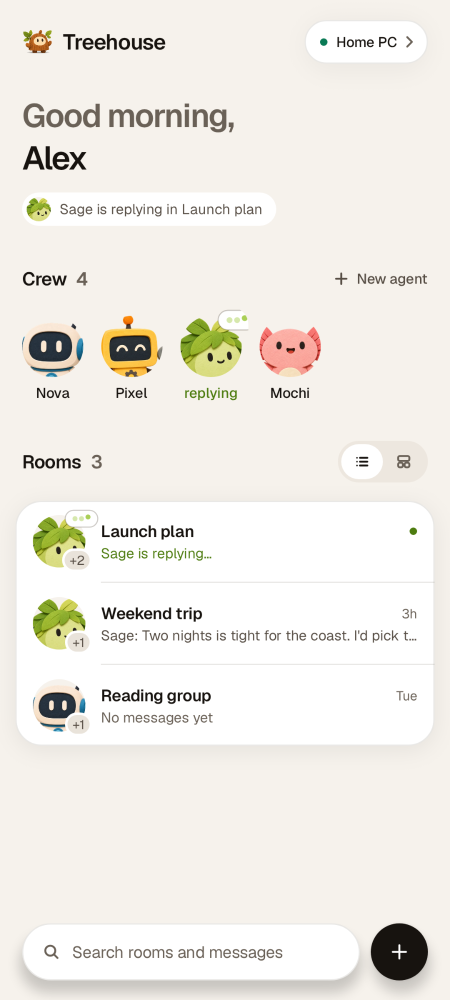 Treehouse
Home PC
Good morning,
Alex
Sage is replying in Launch plan
Crew 4
New agent
Nova
Pixel
replying
Mochi
Rooms 3
Launch plan
Sage is replying...
+2
Weekend trip
3h
Sage: Two nights is tight for the coast. I'd pick t...
+1
Reading group
Tue
No messages yet
+1
Search rooms and messages